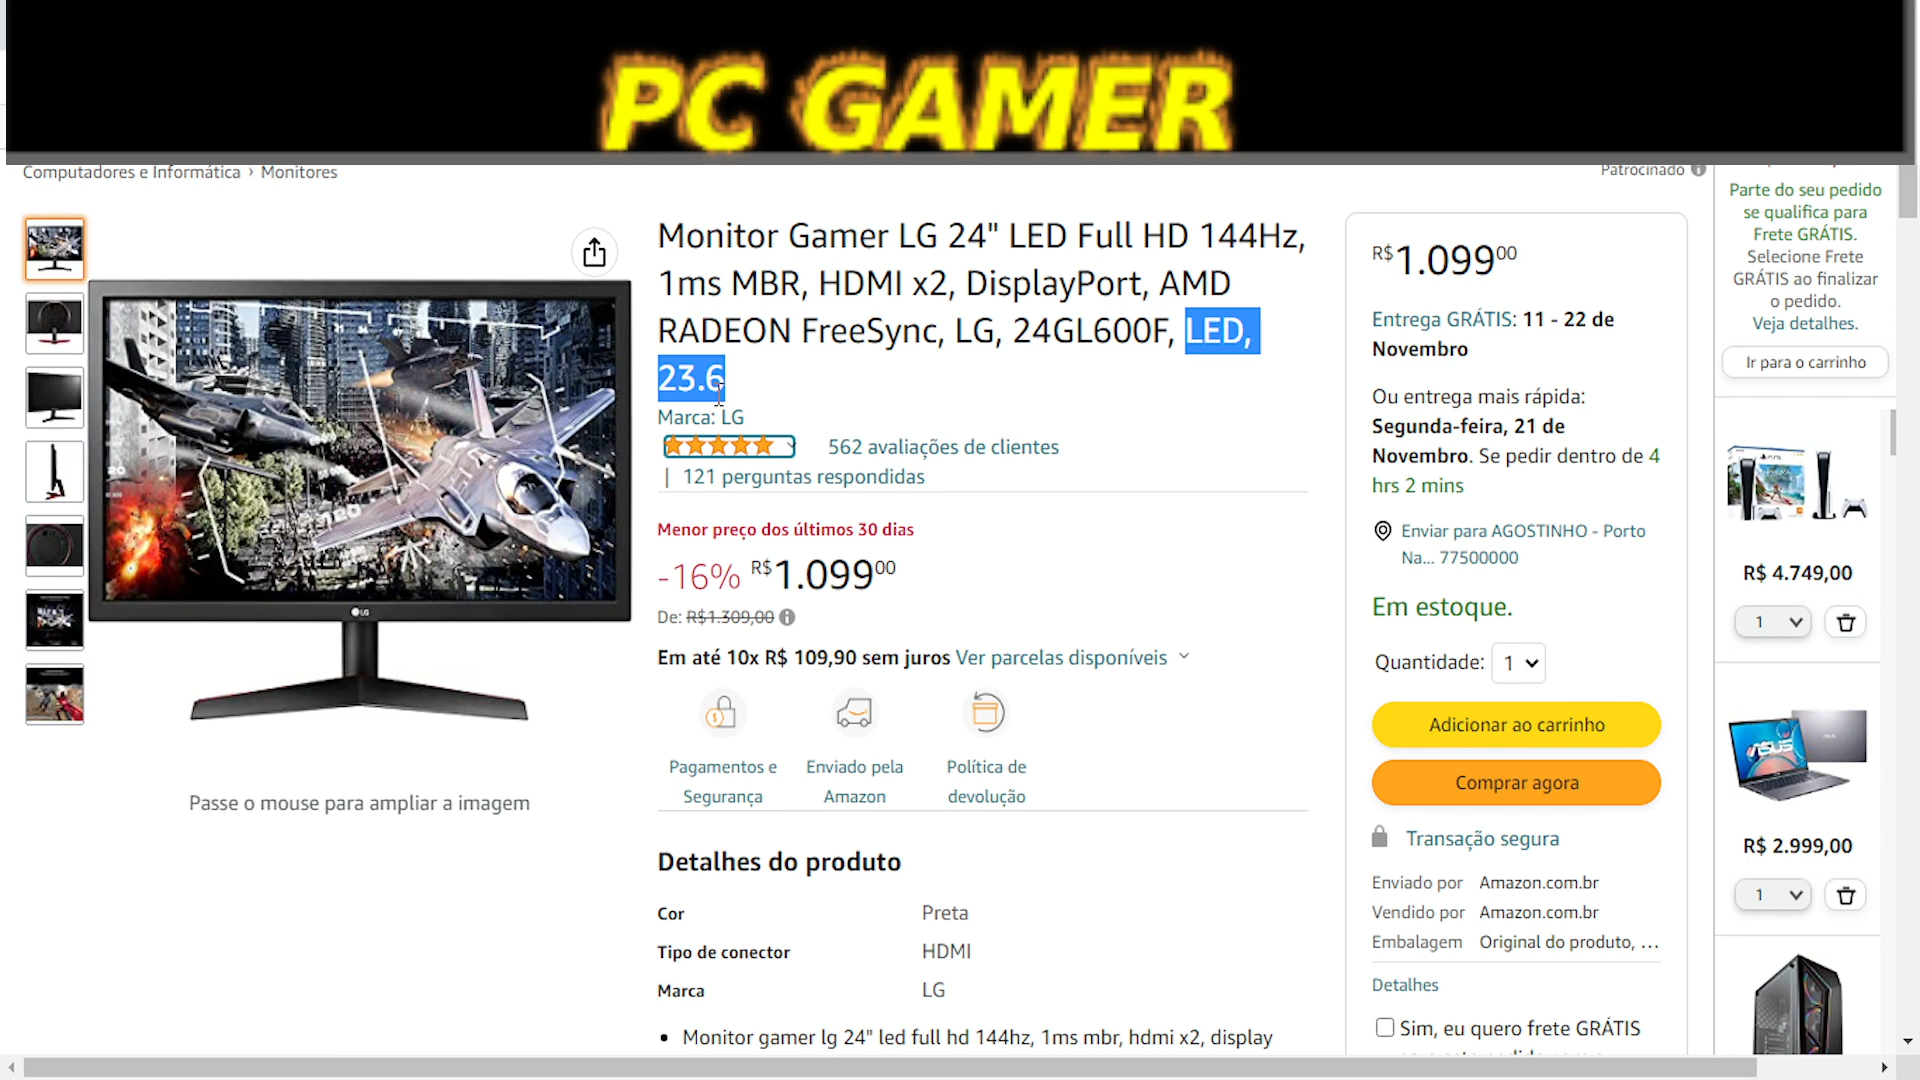 PC GAMER
Computadores e Informática › Monitores
Patrocinado
Monitor Gamer LG 24" LED Full HD 144Hz,
1ms MBR, HDMI x2, DisplayPort, AMD
RADEON FreeSync, LG, 24GL600F, LED,
23.6
Marca: LG
562 avaliações de clientes
| 121 perguntas respondidas
Menor preço dos últimos 30 dias
-16% R$1.09900
De: R$1.309,00
Em até 10x R$ 109,90 sem juros Ver parcelas disponíveis
Pagamentos e
Segurança
Enviado pela
Amazon
Política de
devolução
Detalhes do produto
Cor Preta
Tipo de conector HDMI
Marca LG
• Monitor gamer lg 24" led full hd 144hz, 1ms mbr, hdmi x2, display
LG
Passe o mouse para ampliar a imagem
R$1.09900
Entrega GRÁTIS: 11 - 22 de
Novembro
Ou entrega mais rápida:
Segunda-feira, 21 de
Novembro. Se pedir dentro de 4
hrs 2 mins
Enviar para AGOSTINHO - Porto
Na... 77500000
Em estoque.
Quantidade: 1
Adicionar ao carrinho
Comprar agora
Transação segura
Enviado por Amazon.com.br
Vendido por Amazon.com.br
Embalagem Original do produto, ...
Detalhes
Sim, eu quero frete GRÁTIS
Parte do seu pedido
se qualifica para
Frete GRÁTIS.
Selecione Frete
GRÁTIS ao finalizar
o pedido.
Veja detalhes.
Ir para o carrinho
R$ 4.749,00
1
ASUS
R$ 2.999,00
1